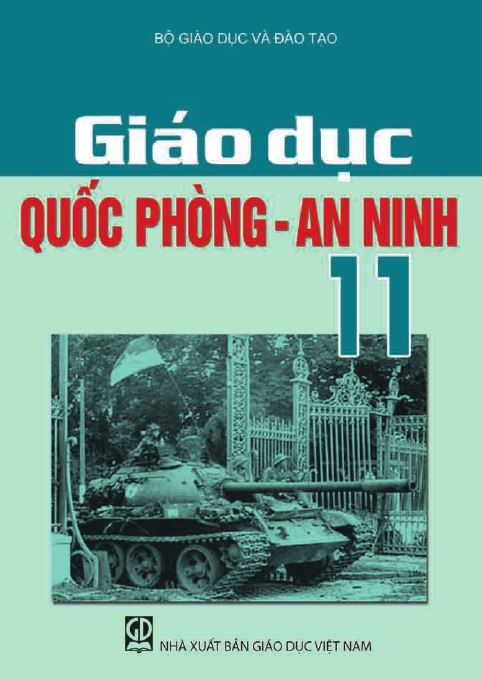 BỘ GIÁO DỤC VÀ ĐÀO TẠO
Giáo dục
QUỐC PHÒNG - AN NINH
11
GD
NHÀ XUẤT BẢN GIÁO DỤC VIỆT NAM